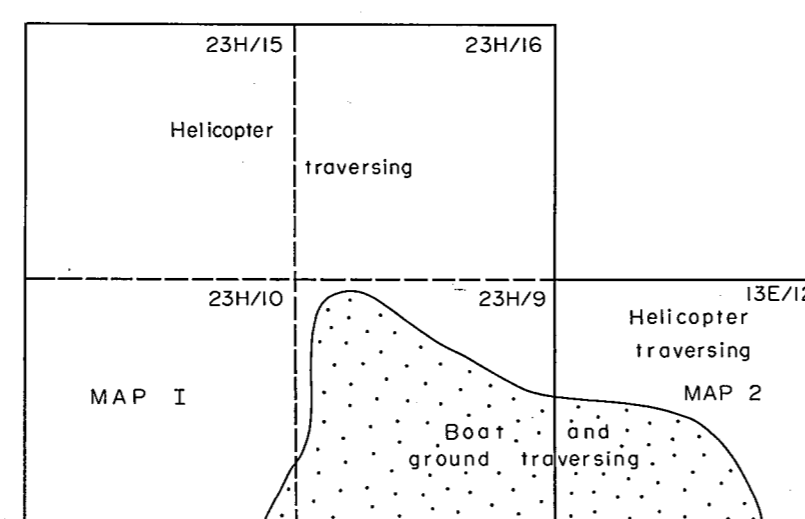 23H/15
23H/16
Helicopter
traversing
23H/10
23H/9
13E/12
Helicopter
traversing
MAP I
MAP 2
Boat and
ground traversing